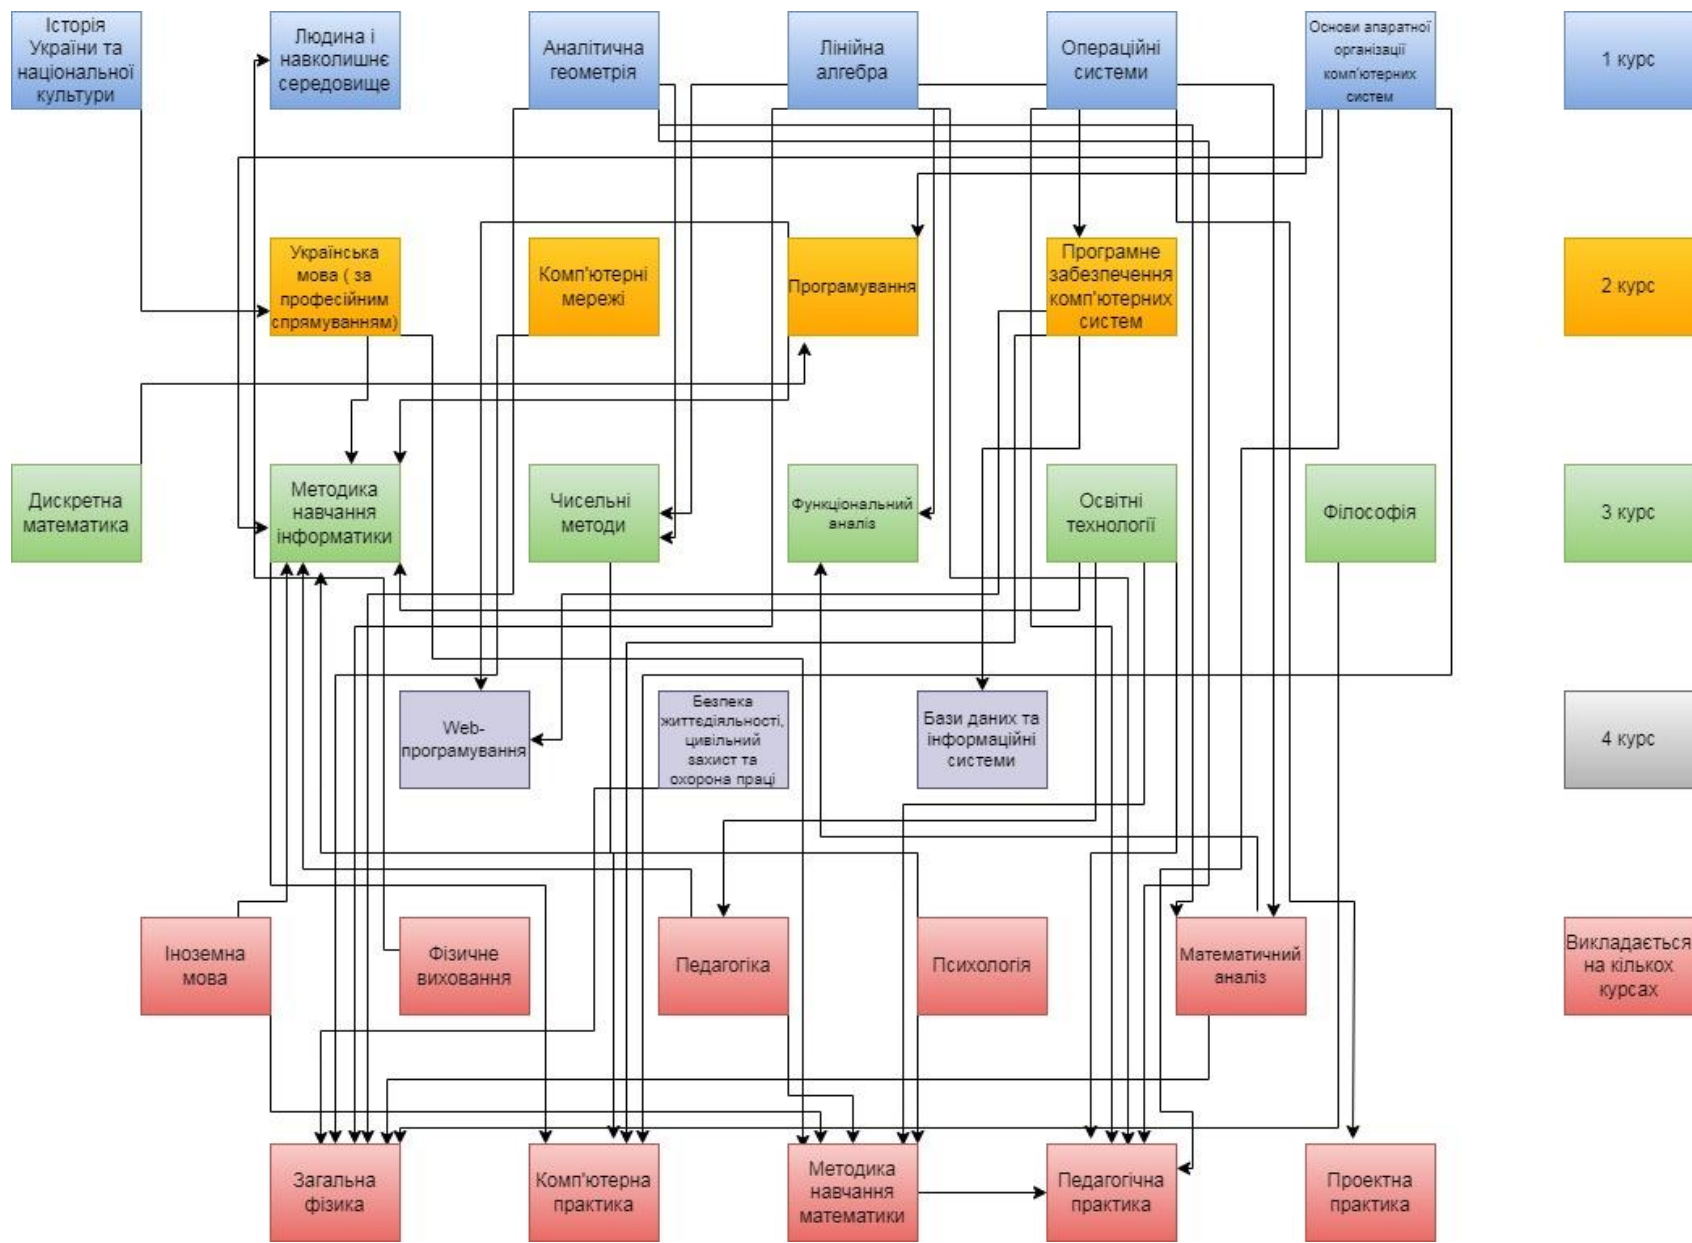 Історія
України та
національної
культури
Людина і
навколишнє
середовище
Аналітична
геометрія
Лінійна
алгебра
Операційні
системи
Основи апаратної
організації
комп'ютерних
систем
1 курс
Українська
мова ( за
професійним
спрямуванням)
Комп'ютерні
мережі
Програмування
Програмне
забезпечення
комп'ютерних
систем
2 курс
Дискретна
математика
Методика
навчання
інформатики
Чисельні
методи
Функціональний
аналіз
Освітні
технології
Філософія
3 курс
Web-
програмування
Безпека
життєдіяльності,
цивільний
захист та
охорона праці
Бази даних та
інформаційні
системи
4 курс
Іноземна
мова
Фізичне
виховання
Педагогіка
Психологія
Математичний
аналіз
Викладається
на кількох
курсах
Загальна
фізика
Комп'ютерна
практика
Методика
навчання
математики
Педагогічна
практика
Проектна
практика